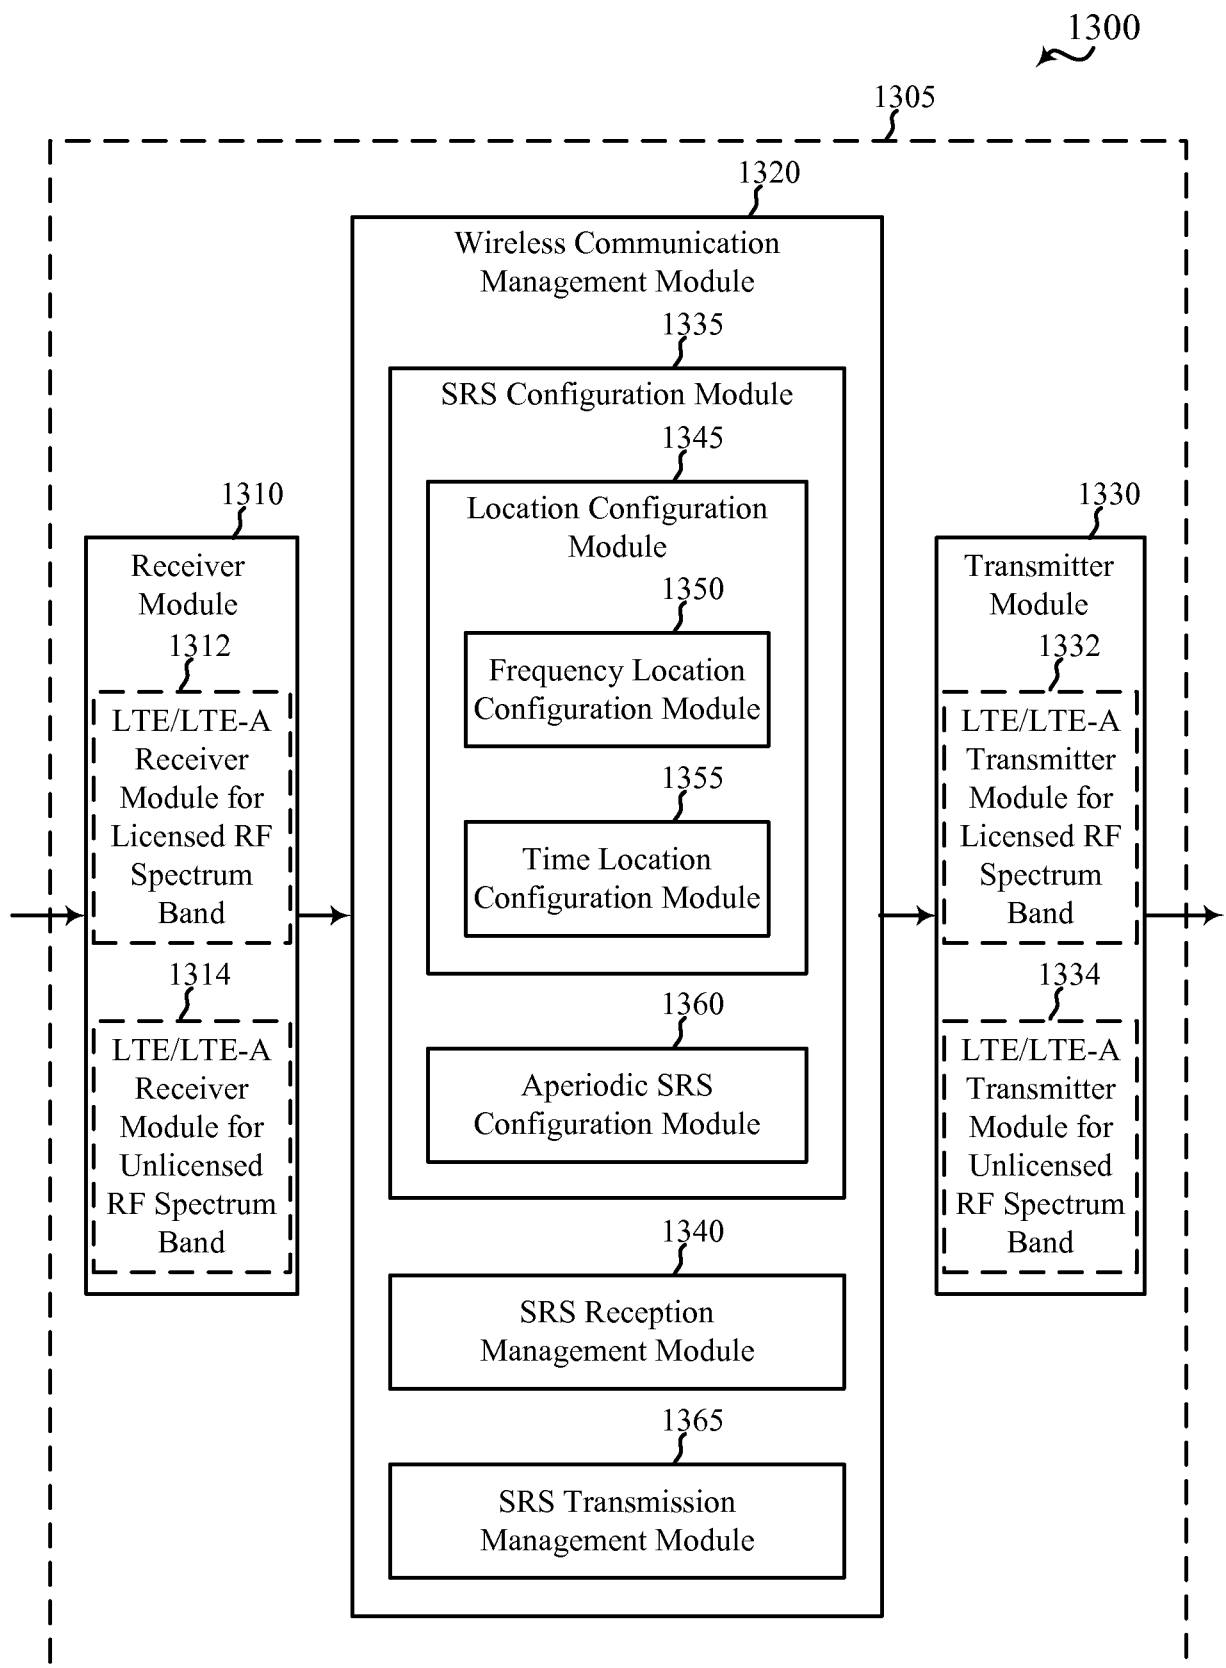 1300
1305
1320
Wireless Communication
Management Module
1335
SRS Configuration Module
1345
Location Configuration
Module
1350
Frequency Location
Configuration Module
1355
Time Location
Configuration Module
1360
Aperiodic SRS
Configuration Module
1340
SRS Reception
Management Module
1365
SRS Transmission
Management Module
1310
Receiver
Module
1312
LTE/LTE-A
Receiver
Module for
Licensed RF
Spectrum
Band
1314
LTE/LTE-A
Receiver
Module for
Unlicensed
RF Spectrum
Band
1330
Transmitter
Module
1332
LTE/LTE-A
Transmitter
Module for
Licensed RF
Spectrum
Band
1334
LTE/LTE-A
Transmitter
Module for
Unlicensed
RF Spectrum
Band